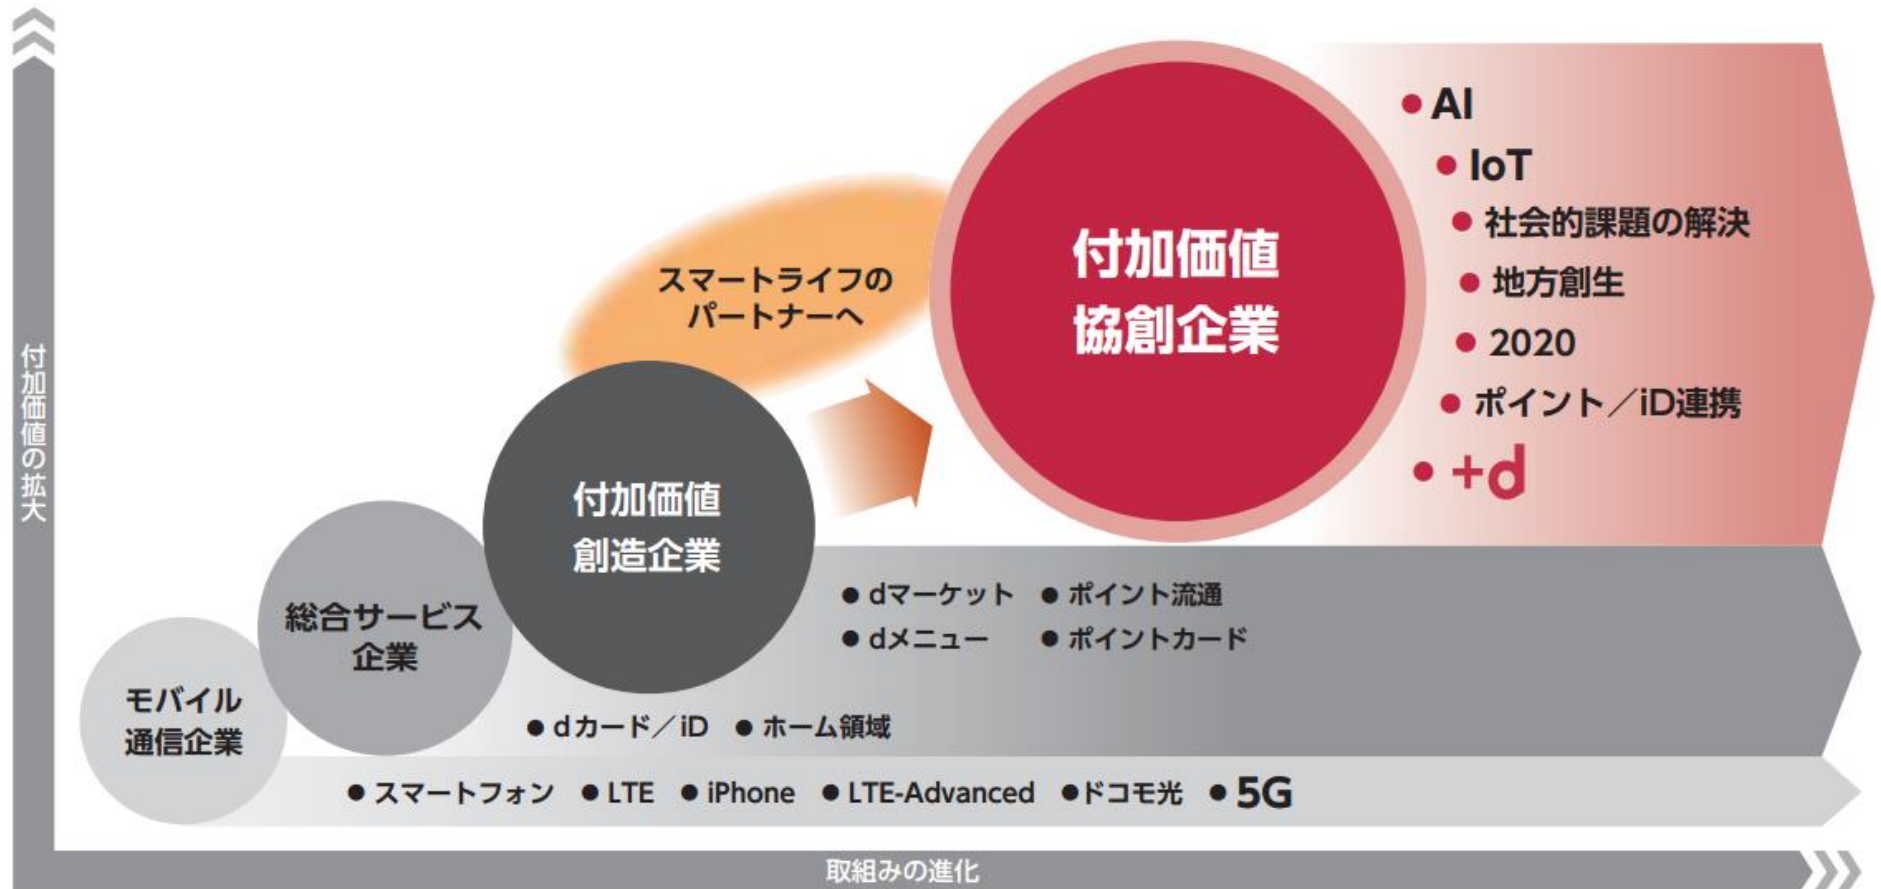 付加価値の拡大
モバイル
通信企業
総合サービス
企業
付加価値
創造企業
スマートライフの
パートナーへ
付加価値
協創企業
● AI
● IoT
● 社会的課題の解決
● 地方創生
● 2020
● ポイント／iD連携
● +d
● dマーケット ● ポイント流通
● dメニュー ● ポイントカード
● dカード／iD ● ホーム領域
● スマートフォン ● LTE ● iPhone ● LTE-Advanced ●ドコモ光 ● 5G
取組みの進化